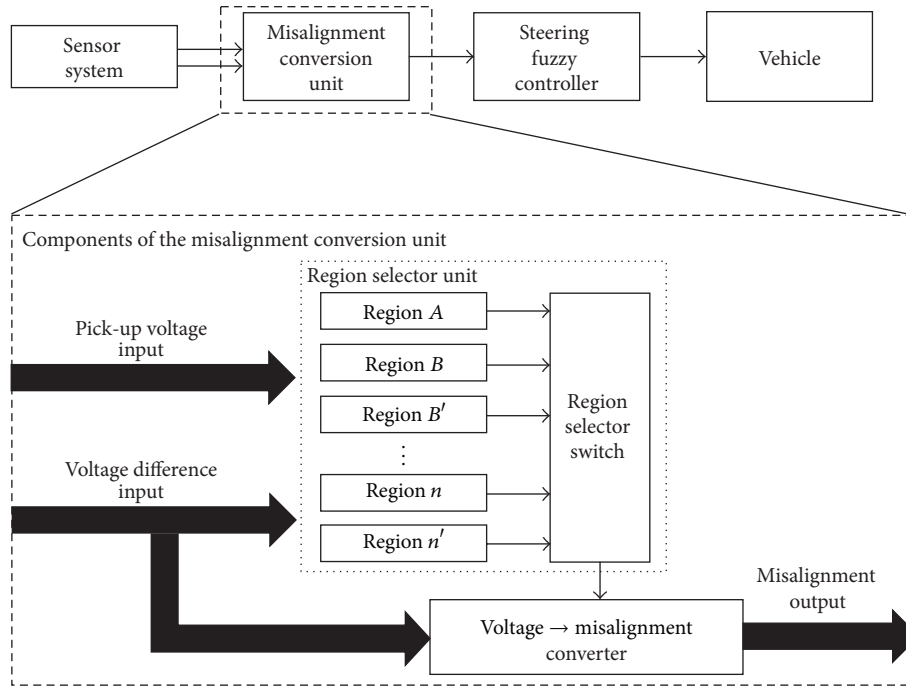 Sensor
system
Misalignment
conversion
unit
Steering
fuzzy
controller
Vehicle
Components of the misalignment conversion unit
Region selector unit
Pick-up voltage
input
Voltage difference
input
Region A
Region B
Region B′
⋮
Region n
Region n′
Region
selector
switch
Voltage → misalignment
converter
Misalignment
output